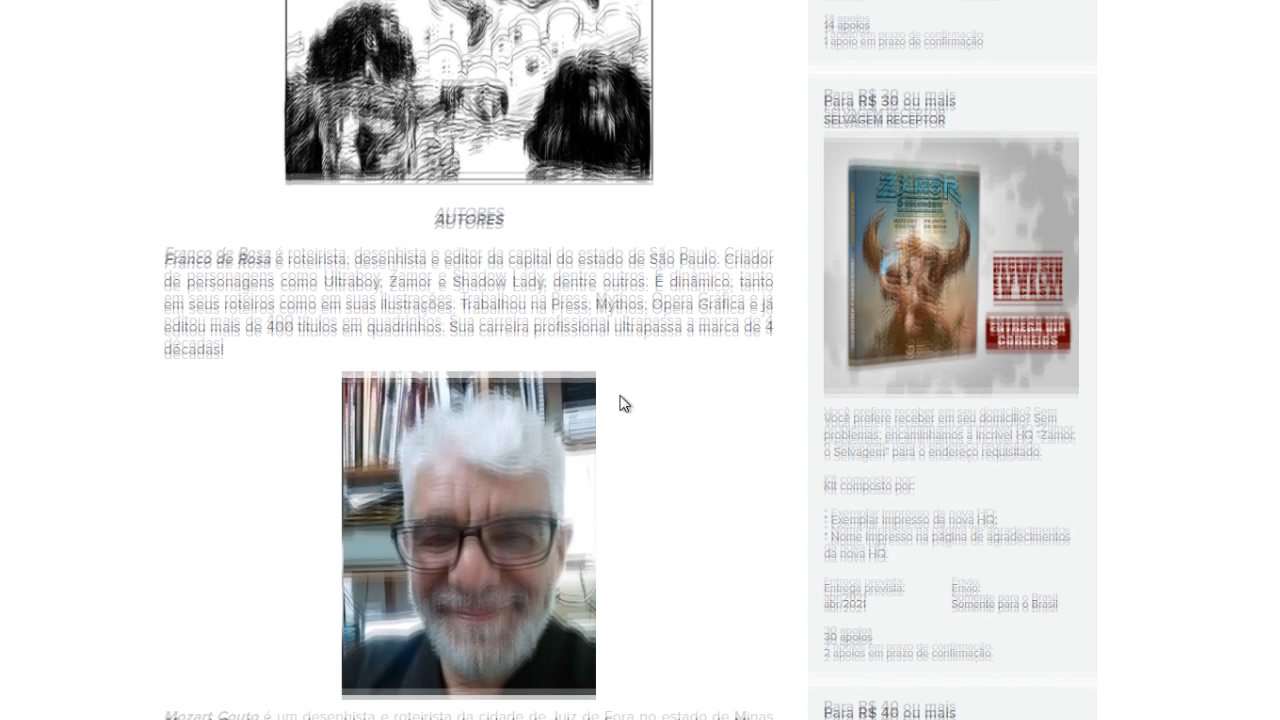 AUTORES
Franco de Rosa é roteirista, desenhista e editor da capital do estado de São Paulo. Criador
de personagens como Ultraboy, Zamor e Shadow Lady, dentre outros. É dinâmico, tanto
em seus roteiros como em suas ilustrações. Trabalhou na Press, Mythos, Opera Gráfica e já
editou mais de 400 títulos em quadrinhos. Sua carreira profissional ultrapassa a marca de 4
décadas!
Mozart Couto é um desenhista e roteirista da cidade de Juiz de Fora no estado de Minas
14 apoios
1 apoio em prazo de confirmação
Para R$ 30 ou mais
SELVAGEM RECEPTOR
ZAMOR
O SELVAGEM
ENTREGA VIA
CORREIOS
Você prefere receber em seu domicílio? Sem
problemas, encaminhamos a incrível HQ "Zamor,
o Selvagem" para o endereço requisitado.
Kit composto por:
* Exemplar Impresso da nova HQ;
* Nome Impresso na página de agradecimentos
da nova HQ.
Entrega prevista:
abr/2021
Envio:
Somente para o Brasil
30 apoios
2 apoios em prazo de confirmação.
Para R$ 40 ou mais